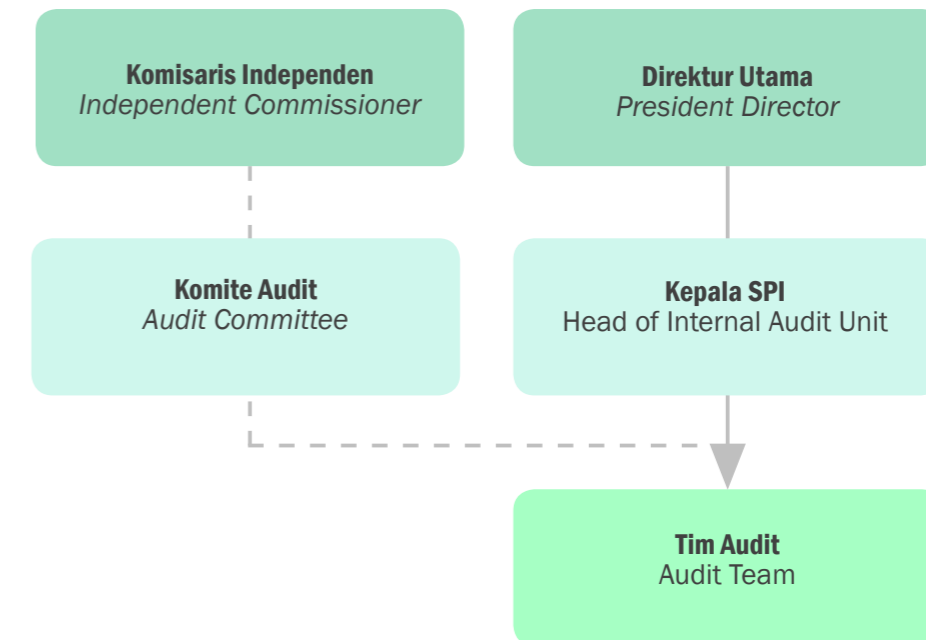 Komisaris Independen
Independent Commissioner
Direktur Utama
President Director
Komite Audit
Audit Committee
Kepala SPI
Head of Internal Audit Unit
Tim Audit
Audit Team